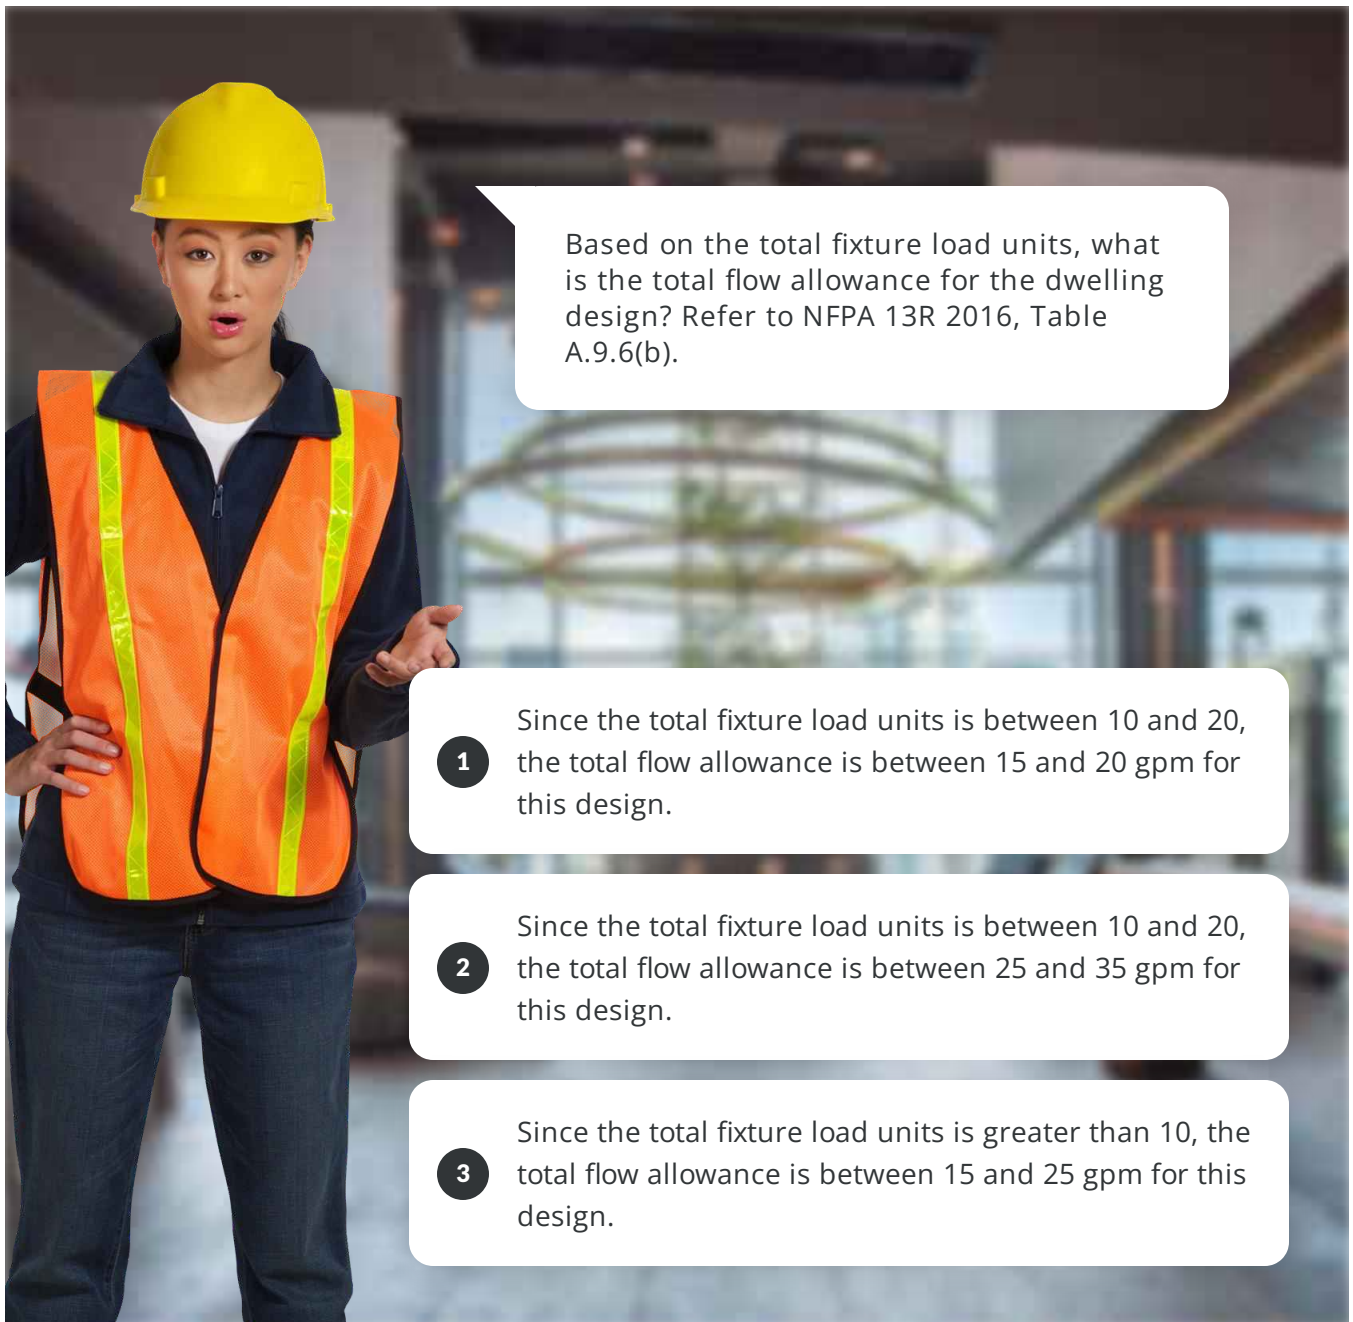 Based on the total fixture load units, what
is the total flow allowance for the dwelling
design? Refer to NFPA 13R 2016, Table
A.9.6(b).
1
Since the total fixture load units is between 10 and 20,
the total flow allowance is between 15 and 20 gpm for
this design.
2
Since the total fixture load units is between 10 and 20,
the total flow allowance is between 25 and 35 gpm for
this design.
3
Since the total fixture load units is greater than 10, the
total flow allowance is between 15 and 25 gpm for this
design.